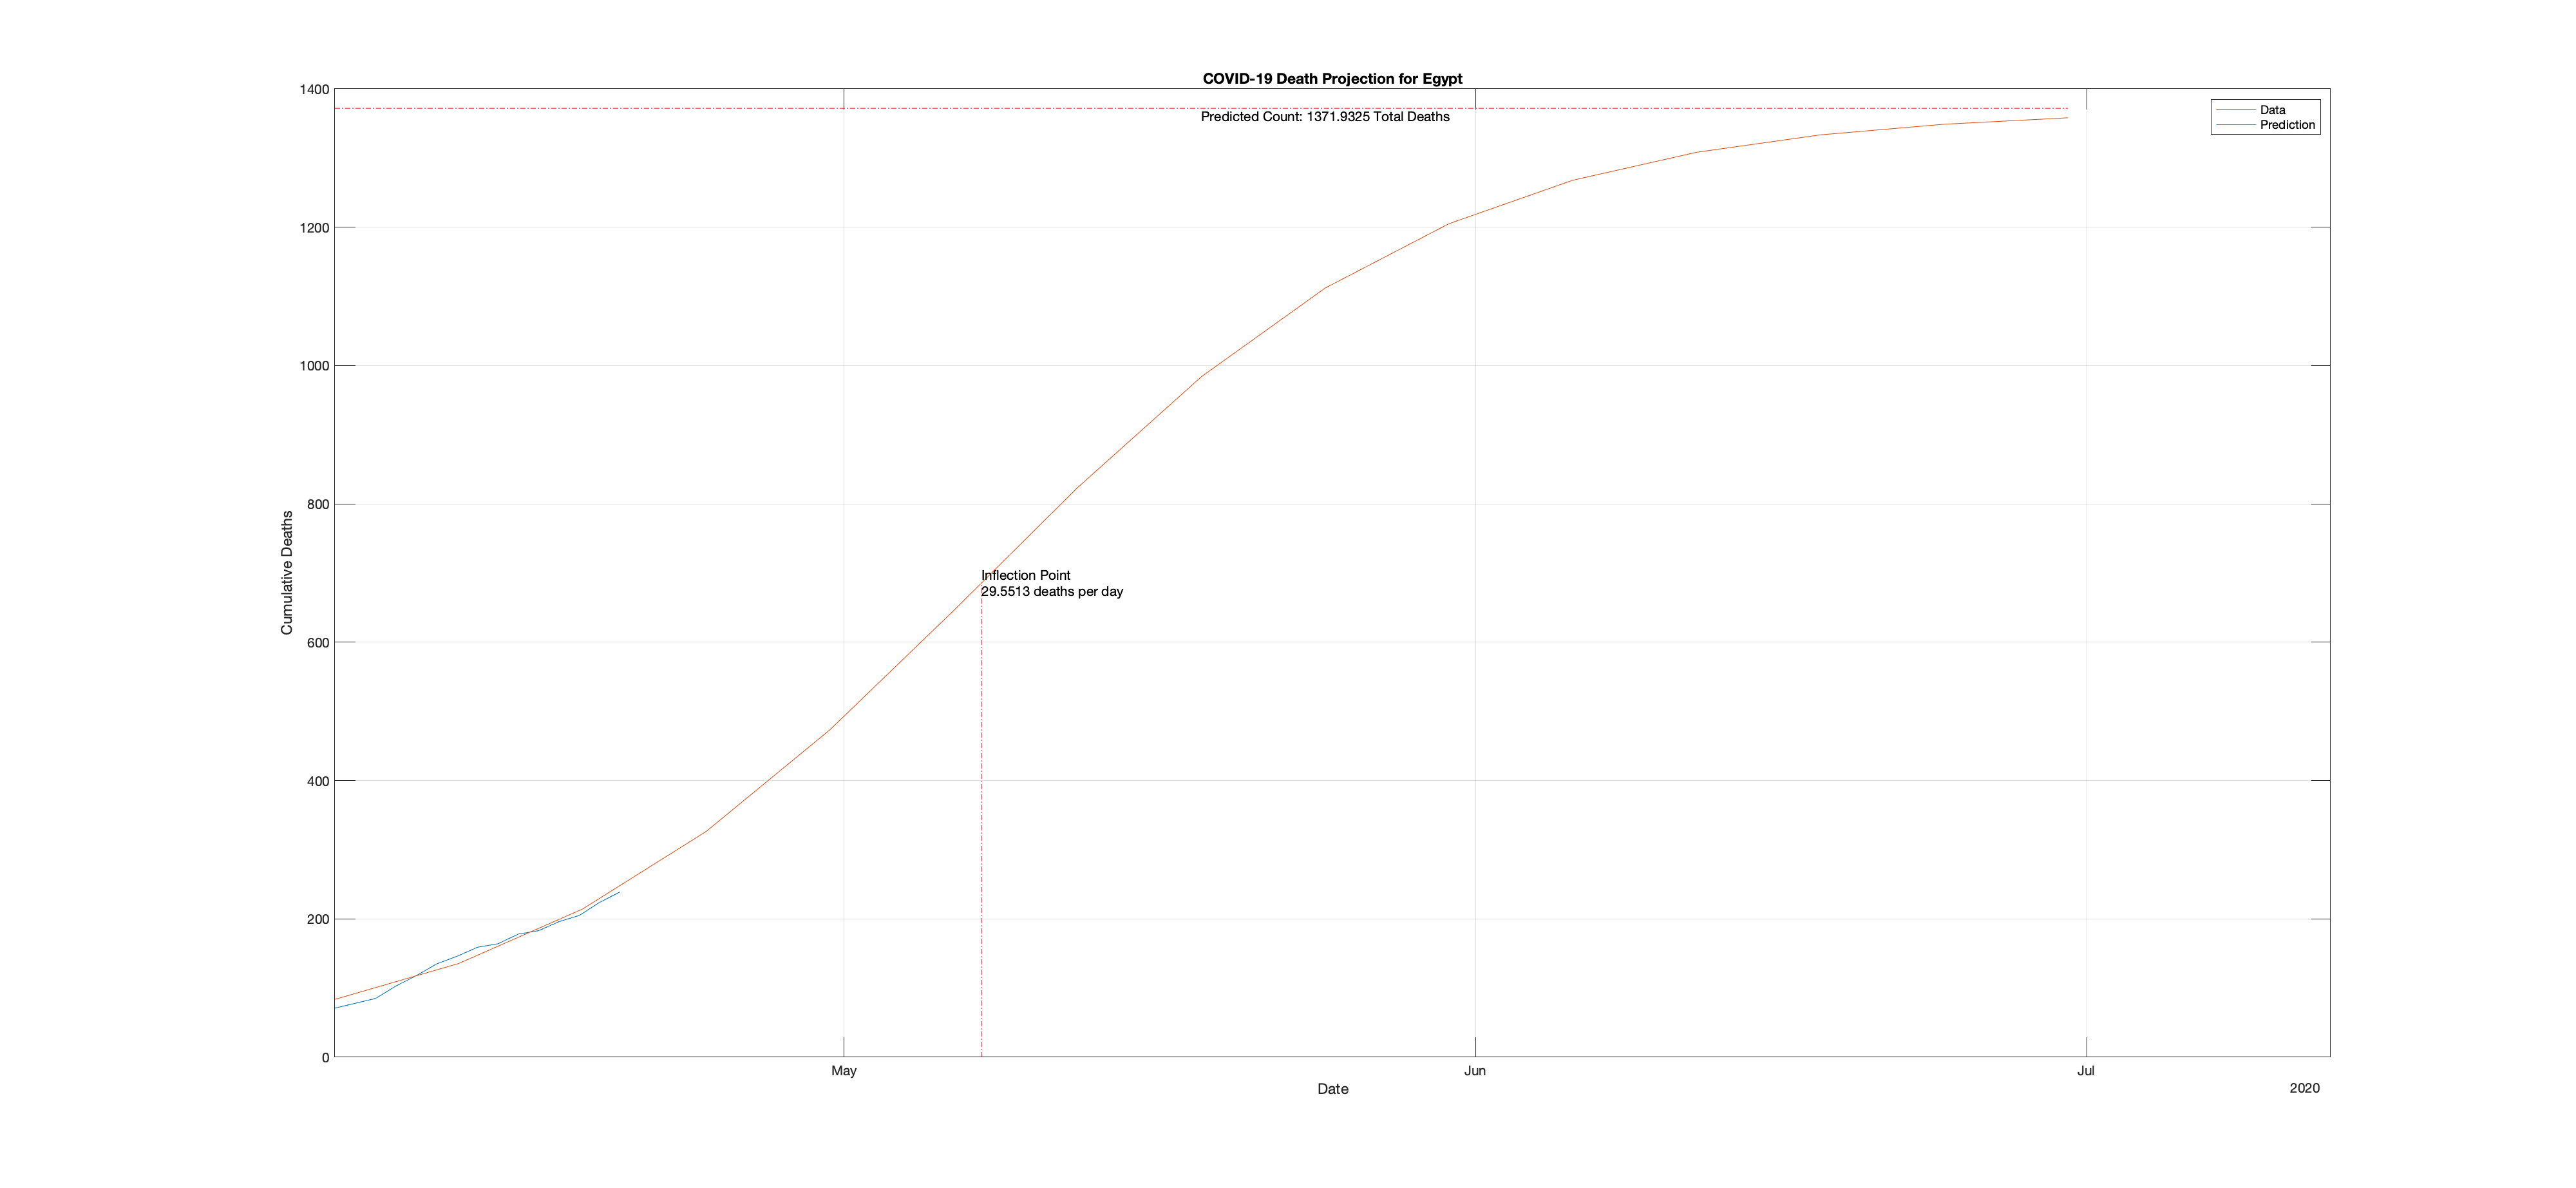 COVID-19 Death Projection for Egypt
1400
1200
1000
800
600
400
200
0
Cumulative Deaths
Predicted Count: 1371.9325 Total Deaths
Data
Prediction
Inflection Point
29.5513 deaths per day
May
Jun
Jul
Date
2020